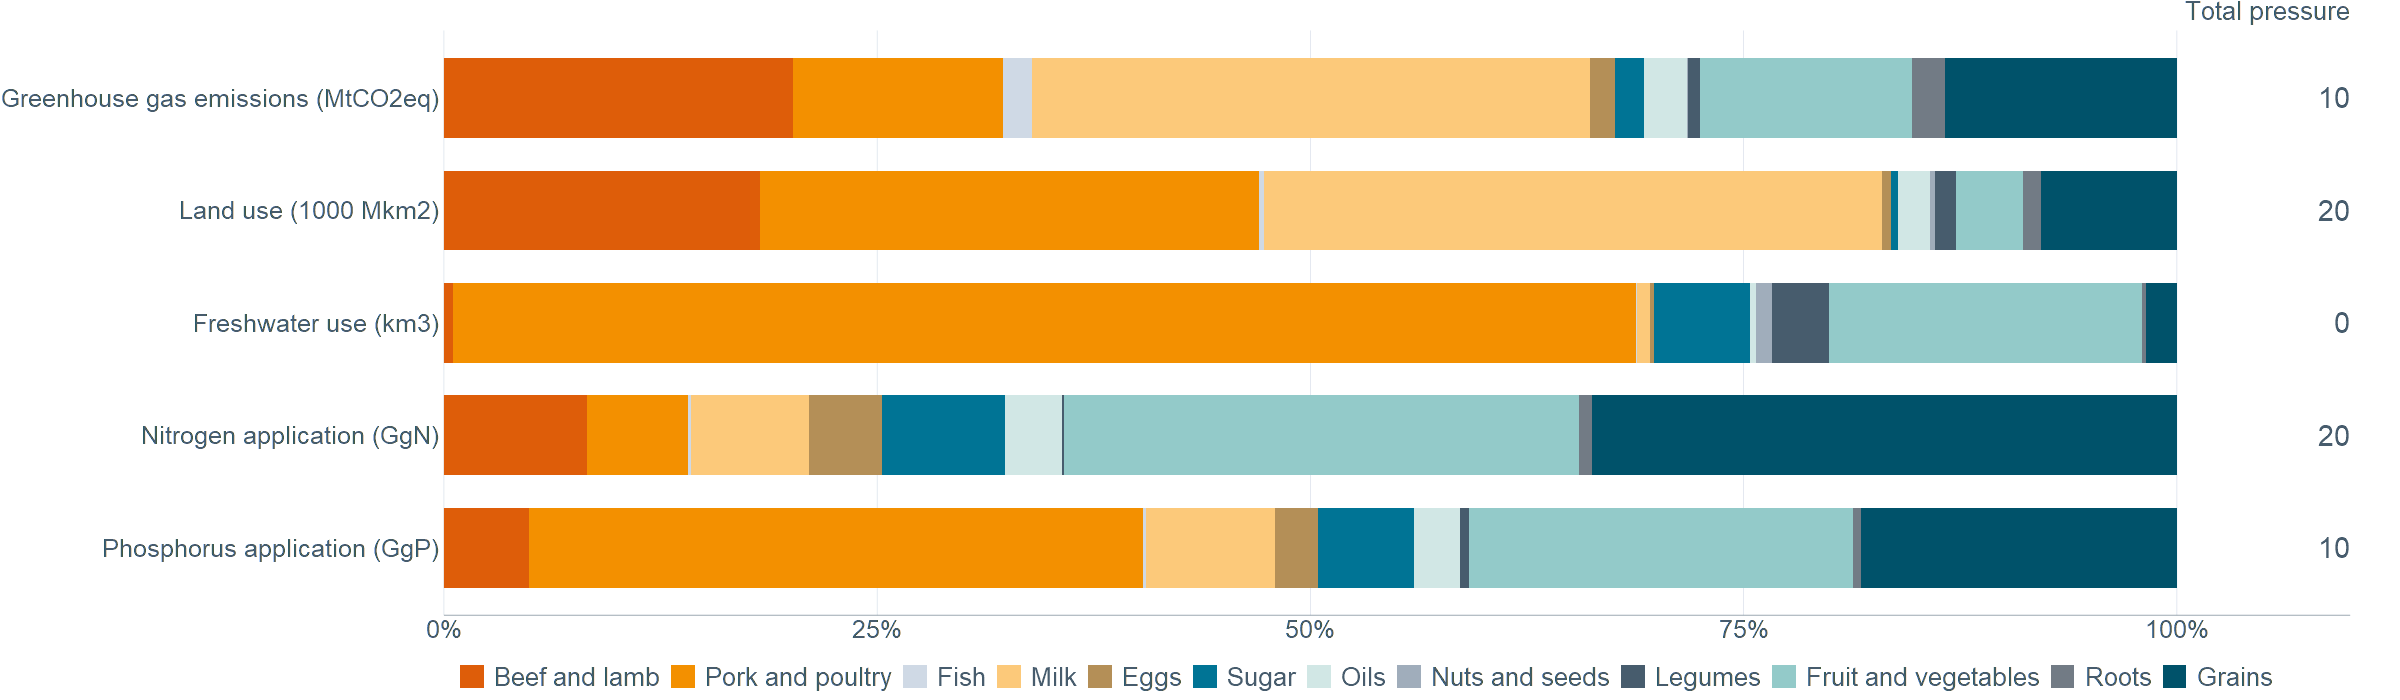 Total pressure
Greenhouse gas emissions (MtCO2eq) 10
Land use (1000 Mkm2) 20
Freshwater use (km3) 0
Nitrogen application (GgN) 20
Phosphorus application (GgP) 10
0% 25% 50% 75% 100%
Beef and lamb Pork and poultry Fish Milk Eggs Sugar Oils Nuts and seeds Legumes Fruit and vegetables Roots Grains